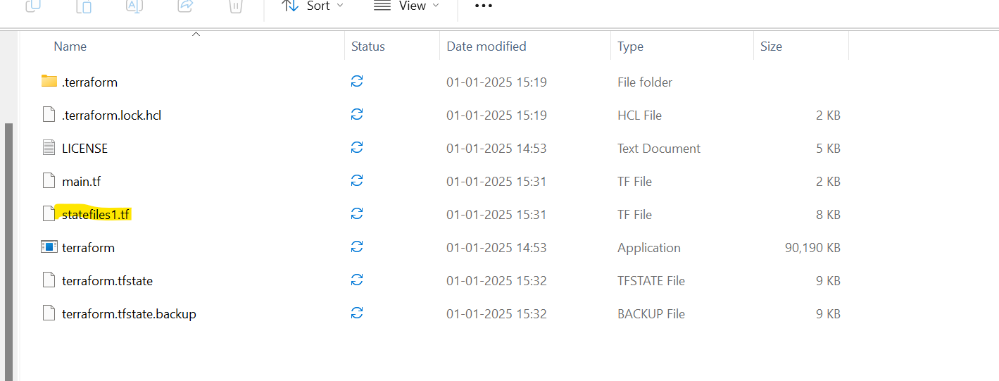 Sort View
Name Status Date modified Type Size
.terraform 01-01-2025 15:19 File folder
.terraform.lock.hcl 01-01-2025 15:19 HCL File 2 KB
LICENSE 01-01-2025 14:53 Text Document 5 KB
main.tf 01-01-2025 15:31 TF File 2 KB
statefiles1.tf 01-01-2025 15:31 TF File 8 KB
terraform 01-01-2025 14:53 Application 90,190 KB
terraform.tfstate 01-01-2025 15:32 TFSTATE File 9 KB
terraform.tfstate.backup 01-01-2025 15:32 BACKUP File 9 KB